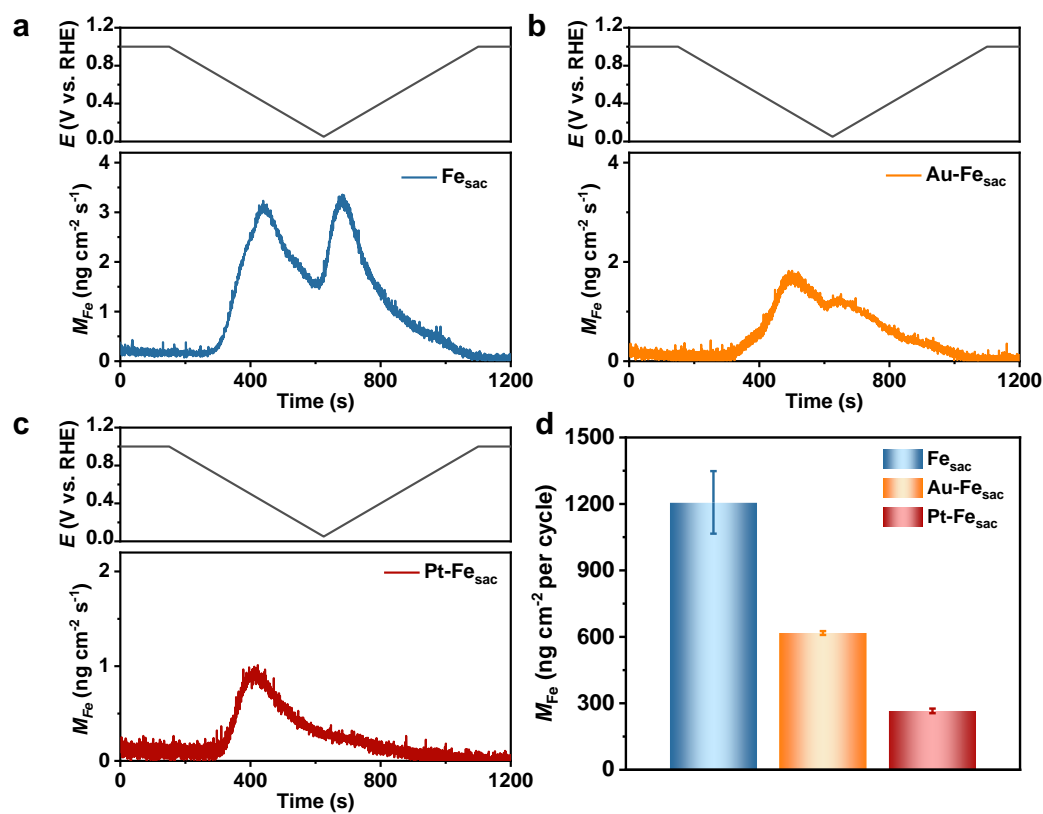 a
E (V vs. RHE)
1.2
0.8
0.4
0.0
M_Fe (ng cm⁻² s⁻¹)
4
3
2
1
0
Fe_sac
0 400 800 1200
Time (s)
b
E (V vs. RHE)
1.2
0.8
0.4
0.0
M_Fe (ng cm⁻² s⁻¹)
4
2
0
Au-Fe_sac
0 400 800 1200
Time (s)
c
E (V vs. RHE)
1.2
0.8
0.4
0.0
M_Fe (ng cm⁻² s⁻¹)
2
1
0
Pt-Fe_sac
0 400 800 1200
Time (s)
d
M_Fe (ng cm⁻² per cycle)
1500
1200
900
600
300
0
Fe_sac
Au-Fe_sac
Pt-Fe_sac